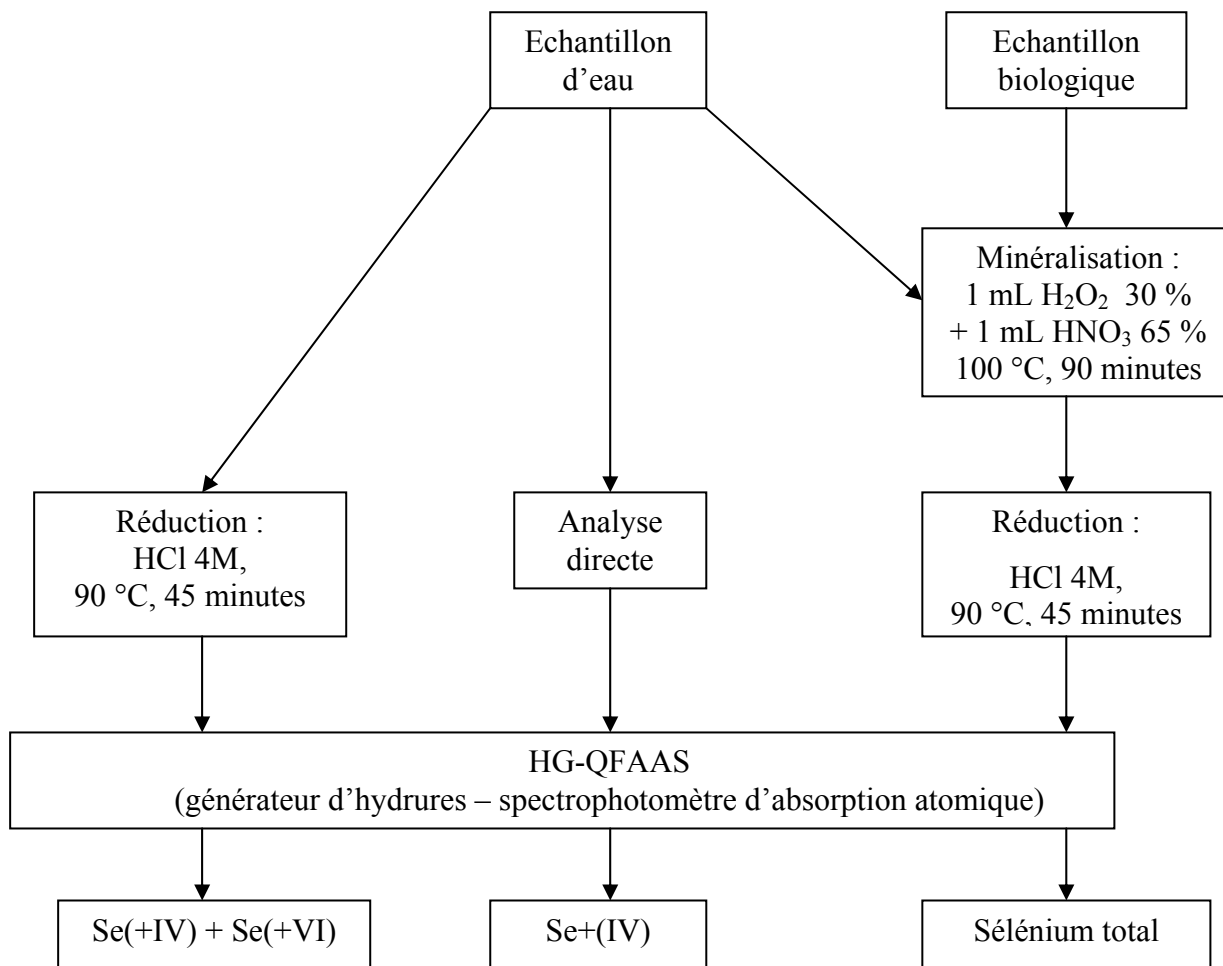 Echantillon
d’eau
Echantillon
biologique
Minéralisation :
1 mL H₂O₂ 30 %
+ 1 mL HNO₃ 65 %
100 °C, 90 minutes
Réduction :
HCl 4M,
90 °C, 45 minutes
Analyse
directe
Réduction :
HCl 4M,
90 °C, 45 minutes
HG-QFAAS
(générateur d’hydrures – spectrophotomètre d’absorption atomique)
Se(+IV) + Se(+VI)
Se+(IV)
Sélénium total